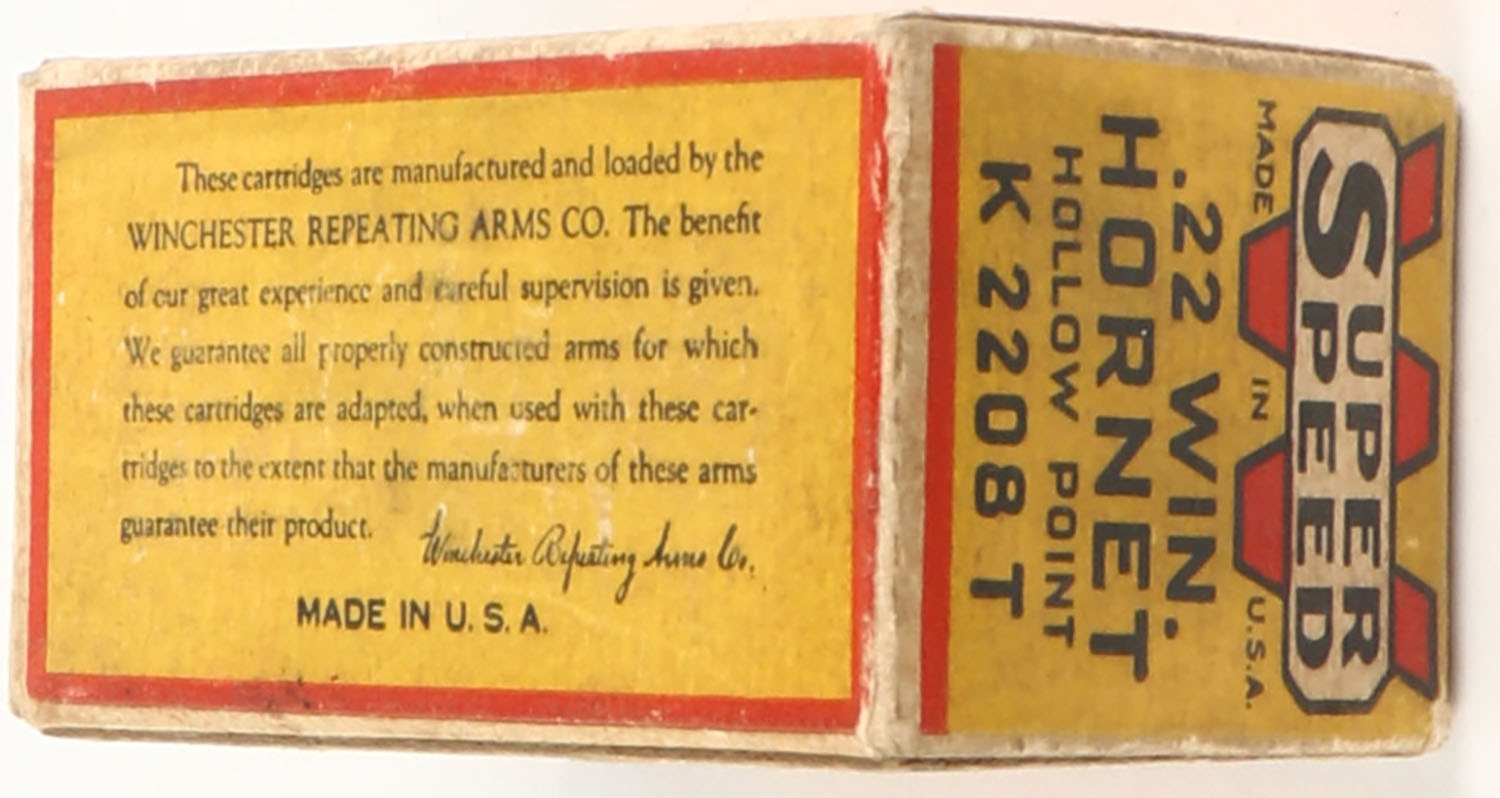 These cartridges are manufactured and loaded by the
WINCHESTER REPEATING ARMS CO. The benefit
of our great experience and careful supervision is given.
We guarantee all properly constructed arms for which
these cartridges are adapted, when used with these car-
tridges to the extent that the manufacturers of these arms
guarantee their product.
Winchester Repeating Arms Co.
MADE IN U. S. A.
SUPER
SPEED
MADE IN U.S.A.
.22 WIN.
HORNET
HOLLOW POINT
K 2208 T